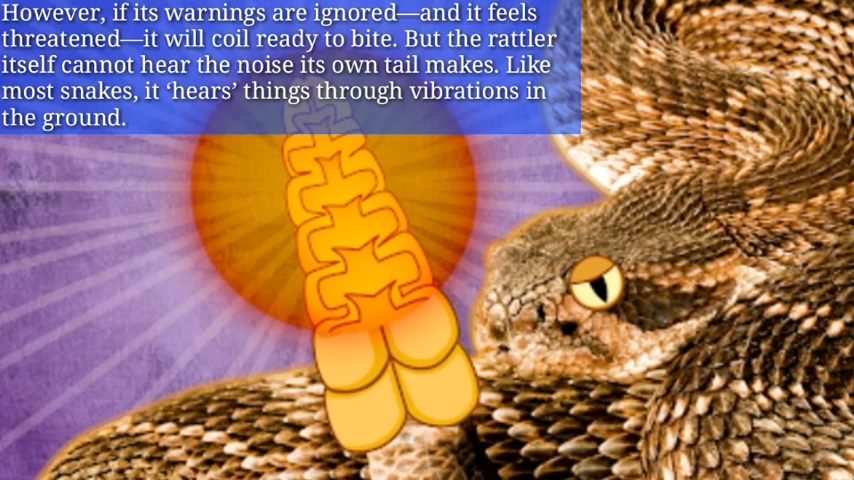 However, if its warnings are ignored—and it feels
threatened—it will coil ready to bite. But the rattler
itself cannot hear the noise its own tail makes. Like
most snakes, it ‘hears’ things through vibrations in
the ground.